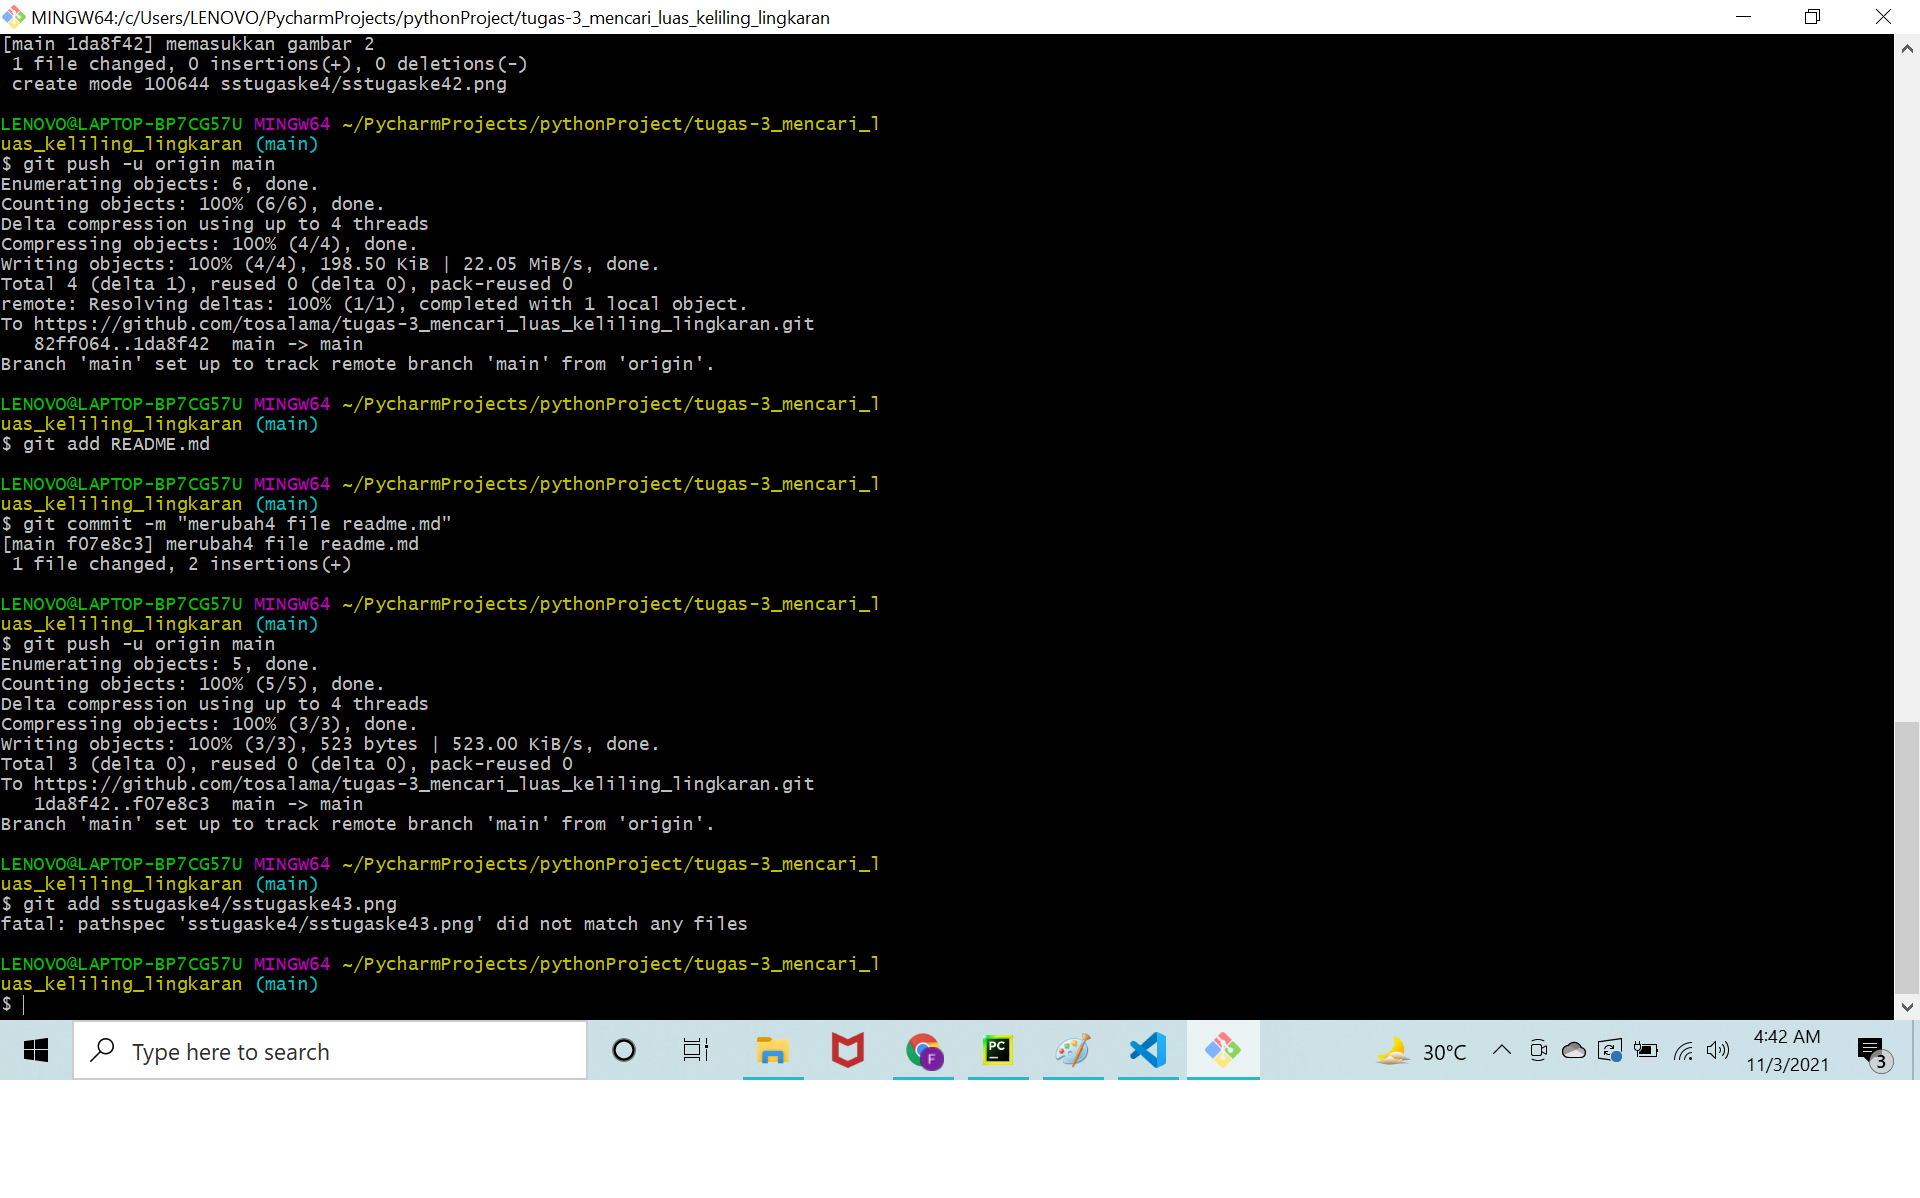 MINGW64:/c/Users/LENOVO/PycharmProjects/pythonProject/tugas-3_mencari_luas_keliling_lingkaran
[main 1da8f42] memasukkan gambar 2
 1 file changed, 0 insertions(+), 0 deletions(-)
 create mode 100644 sstugaske4/sstugaske42.png
LENOVO@LAPTOP-BP7CG57U MINGW64 ~/PycharmProjects/pythonProject/tugas-3_mencari_l
uas_keliling_lingkaran (main)
$ git push -u origin main
Enumerating objects: 6, done.
Counting objects: 100% (6/6), done.
Delta compression using up to 4 threads
Compressing objects: 100% (4/4), done.
Writing objects: 100% (4/4), 198.50 KiB | 22.05 MiB/s, done.
Total 4 (delta 1), reused 0 (delta 0), pack-reused 0
remote: Resolving deltas: 100% (1/1), completed with 1 local object.
To https://github.com/tosalama/tugas-3_mencari_luas_keliling_lingkaran.git
   82ff064..1da8f42  main -> main
Branch 'main' set up to track remote branch 'main' from 'origin'.
LENOVO@LAPTOP-BP7CG57U MINGW64 ~/PycharmProjects/pythonProject/tugas-3_mencari_l
uas_keliling_lingkaran (main)
$ git add README.md
LENOVO@LAPTOP-BP7CG57U MINGW64 ~/PycharmProjects/pythonProject/tugas-3_mencari_l
uas_keliling_lingkaran (main)
$ git commit -m "merubah4 file readme.md"
[main f07e8c3] merubah4 file readme.md
 1 file changed, 2 insertions(+)
LENOVO@LAPTOP-BP7CG57U MINGW64 ~/PycharmProjects/pythonProject/tugas-3_mencari_l
uas_keliling_lingkaran (main)
$ git push -u origin main
Enumerating objects: 5, done.
Counting objects: 100% (5/5), done.
Delta compression using up to 4 threads
Compressing objects: 100% (3/3), done.
Writing objects: 100% (3/3), 523 bytes | 523.00 KiB/s, done.
Total 3 (delta 0), reused 0 (delta 0), pack-reused 0
To https://github.com/tosalama/tugas-3_mencari_luas_keliling_lingkaran.git
   1da8f42..f07e8c3  main -> main
Branch 'main' set up to track remote branch 'main' from 'origin'.
LENOVO@LAPTOP-BP7CG57U MINGW64 ~/PycharmProjects/pythonProject/tugas-3_mencari_l
uas_keliling_lingkaran (main)
$ git add sstugaske4/sstugaske43.png
fatal: pathspec 'sstugaske4/sstugaske43.png' did not match any files
LENOVO@LAPTOP-BP7CG57U MINGW64 ~/PycharmProjects/pythonProject/tugas-3_mencari_l
uas_keliling_lingkaran (main)
$
Type here to search
F
PC
30°C
4:42 AM
11/3/2021
3